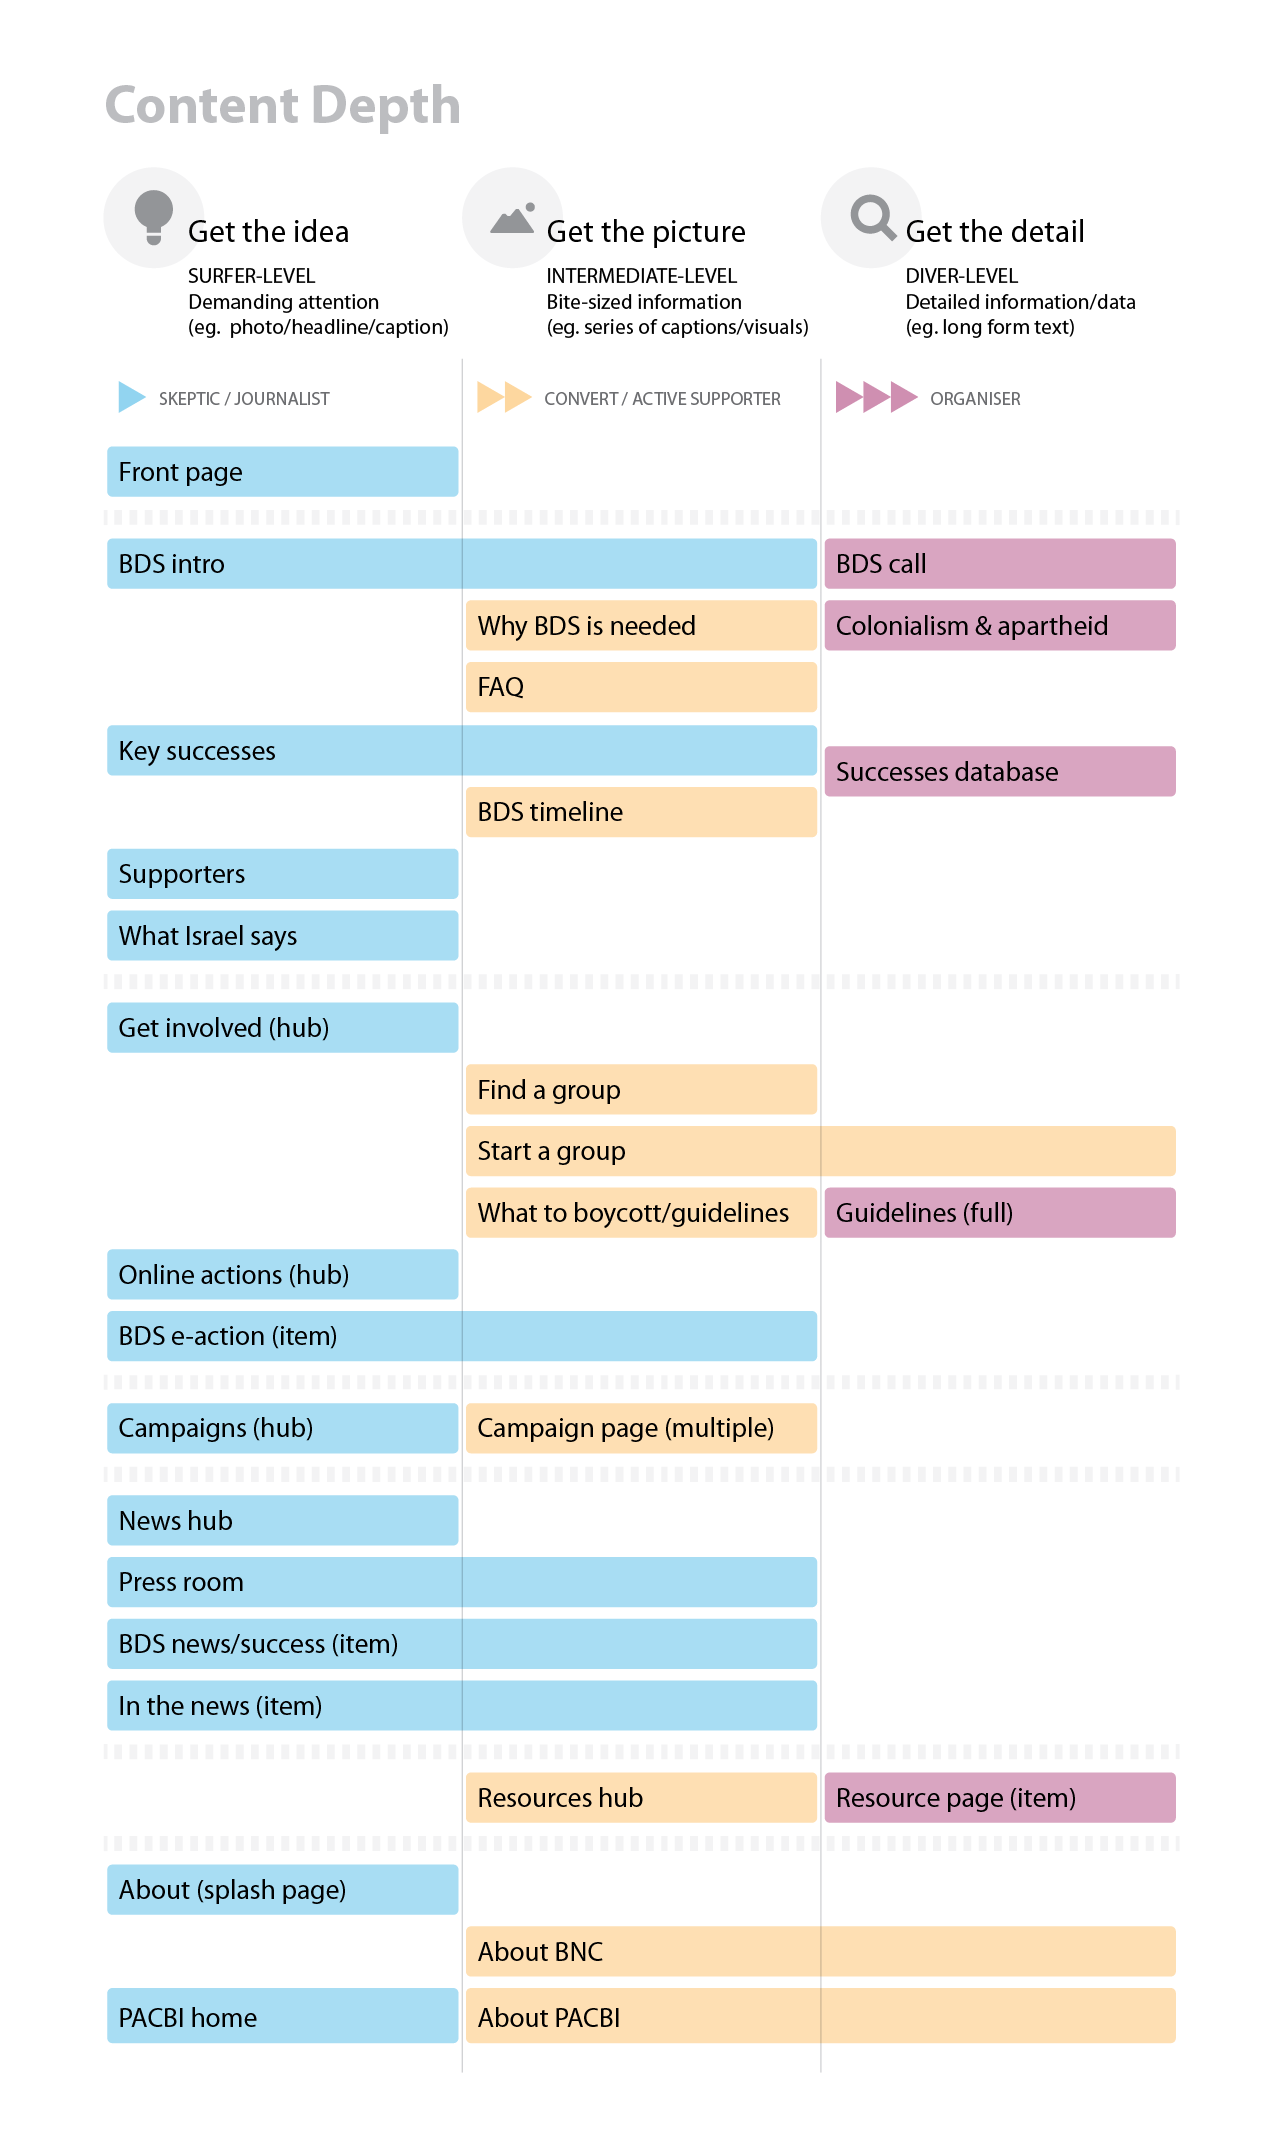 Content Depth
Get the idea
SURFER-LEVEL
Demanding attention
(eg. photo/headline/caption)
Get the picture
INTERMEDIATE-LEVEL
Bite-sized information
(eg. series of captions/visuals)
Get the detail
DIVER-LEVEL
Detailed information/data
(eg. long form text)
SKEPTIC / JOURNALIST
CONVERT / ACTIVE SUPPORTER
ORGANISER
Front page
BDS intro
BDS call
Why BDS is needed
Colonialism & apartheid
FAQ
Key successes
Successes database
BDS timeline
Supporters
What Israel says
Get involved (hub)
Find a group
Start a group
What to boycott/guidelines
Guidelines (full)
Online actions (hub)
BDS e-action (item)
Campaigns (hub)
Campaign page (multiple)
News hub
Press room
BDS news/success (item)
In the news (item)
Resources hub
Resource page (item)
About (splash page)
About BNC
PACBI home
About PACBI